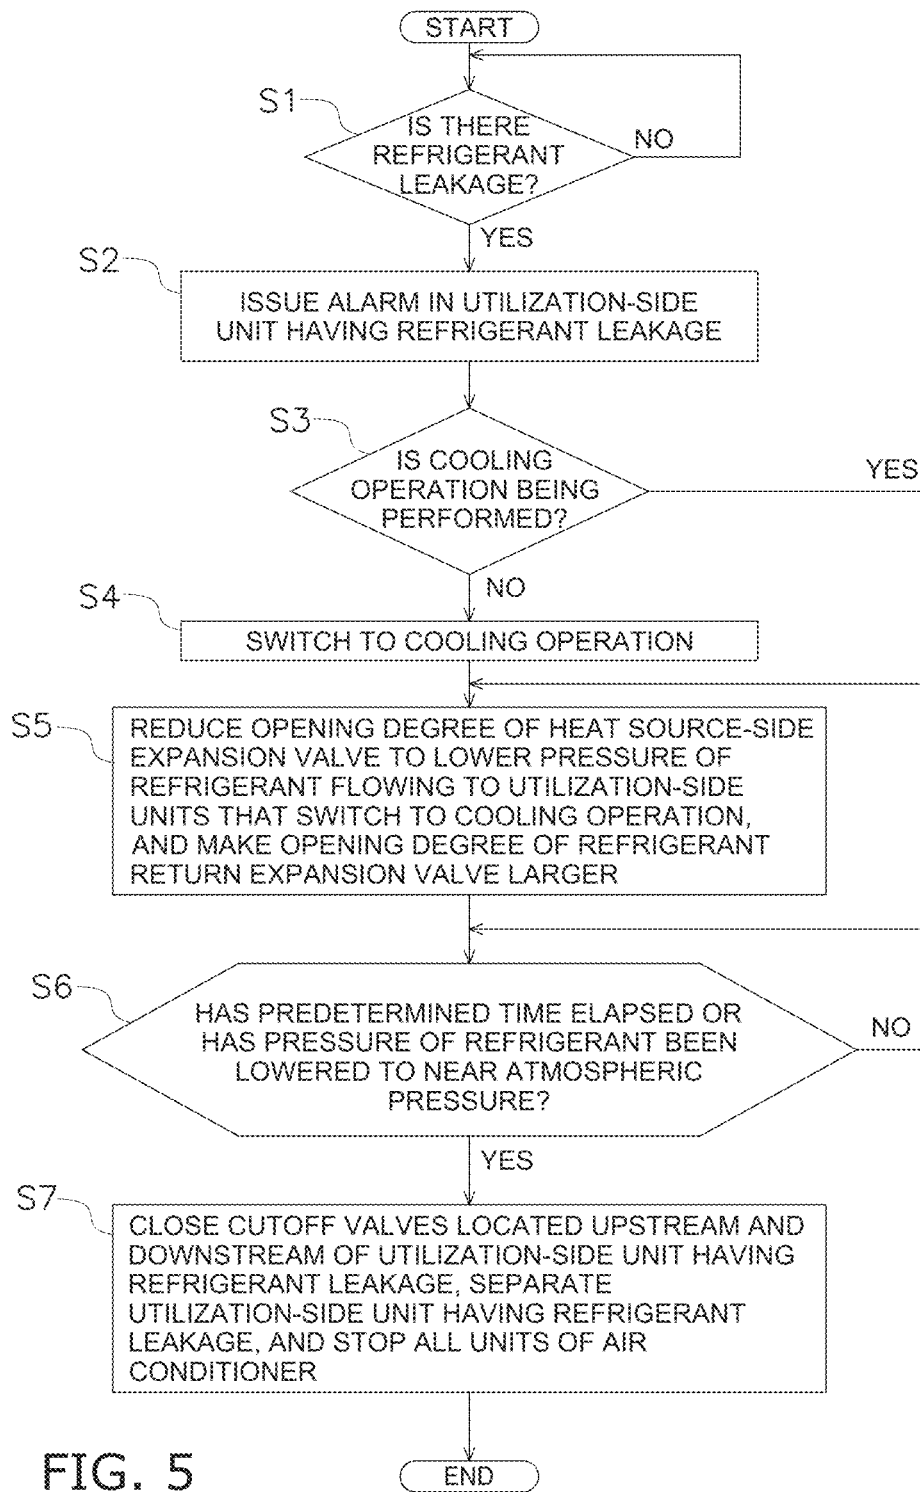 START
S1
IS THERE
REFRIGERANT
LEAKAGE?
NO
YES
S2
ISSUE ALARM IN UTILIZATION-SIDE
UNIT HAVING REFRIGERANT LEAKAGE
S3
IS COOLING
OPERATION BEING
PERFORMED?
YES
NO
S4
SWITCH TO COOLING OPERATION
S5
REDUCE OPENING DEGREE OF HEAT SOURCE-SIDE
EXPANSION VALVE TO LOWER PRESSURE OF
REFRIGERANT FLOWING TO UTILIZATION-SIDE
UNITS THAT SWITCH TO COOLING OPERATION,
AND MAKE OPENING DEGREE OF REFRIGERANT
RETURN EXPANSION VALVE LARGER
S6
HAS PREDETERMINED TIME ELAPSED OR
HAS PRESSURE OF REFRIGERANT BEEN
LOWERED TO NEAR ATMOSPHERIC
PRESSURE?
NO
YES
S7
CLOSE CUTOFF VALVES LOCATED UPSTREAM AND
DOWNSTREAM OF UTILIZATION-SIDE UNIT HAVING
REFRIGERANT LEAKAGE, SEPARATE
UTILIZATION-SIDE UNIT HAVING REFRIGERANT
LEAKAGE, AND STOP ALL UNITS OF AIR
CONDITIONER
END
FIG. 5